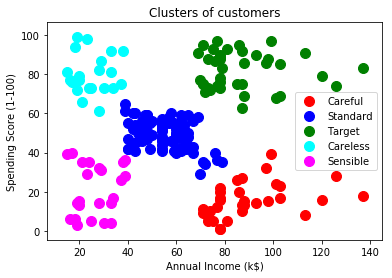 Clusters of customers
100
80
60
40
20
0
Spending Score (1-100)
Careful
Standard
Target
Careless
Sensible
20 40 60 80 100 120 140
Annual Income (k$)